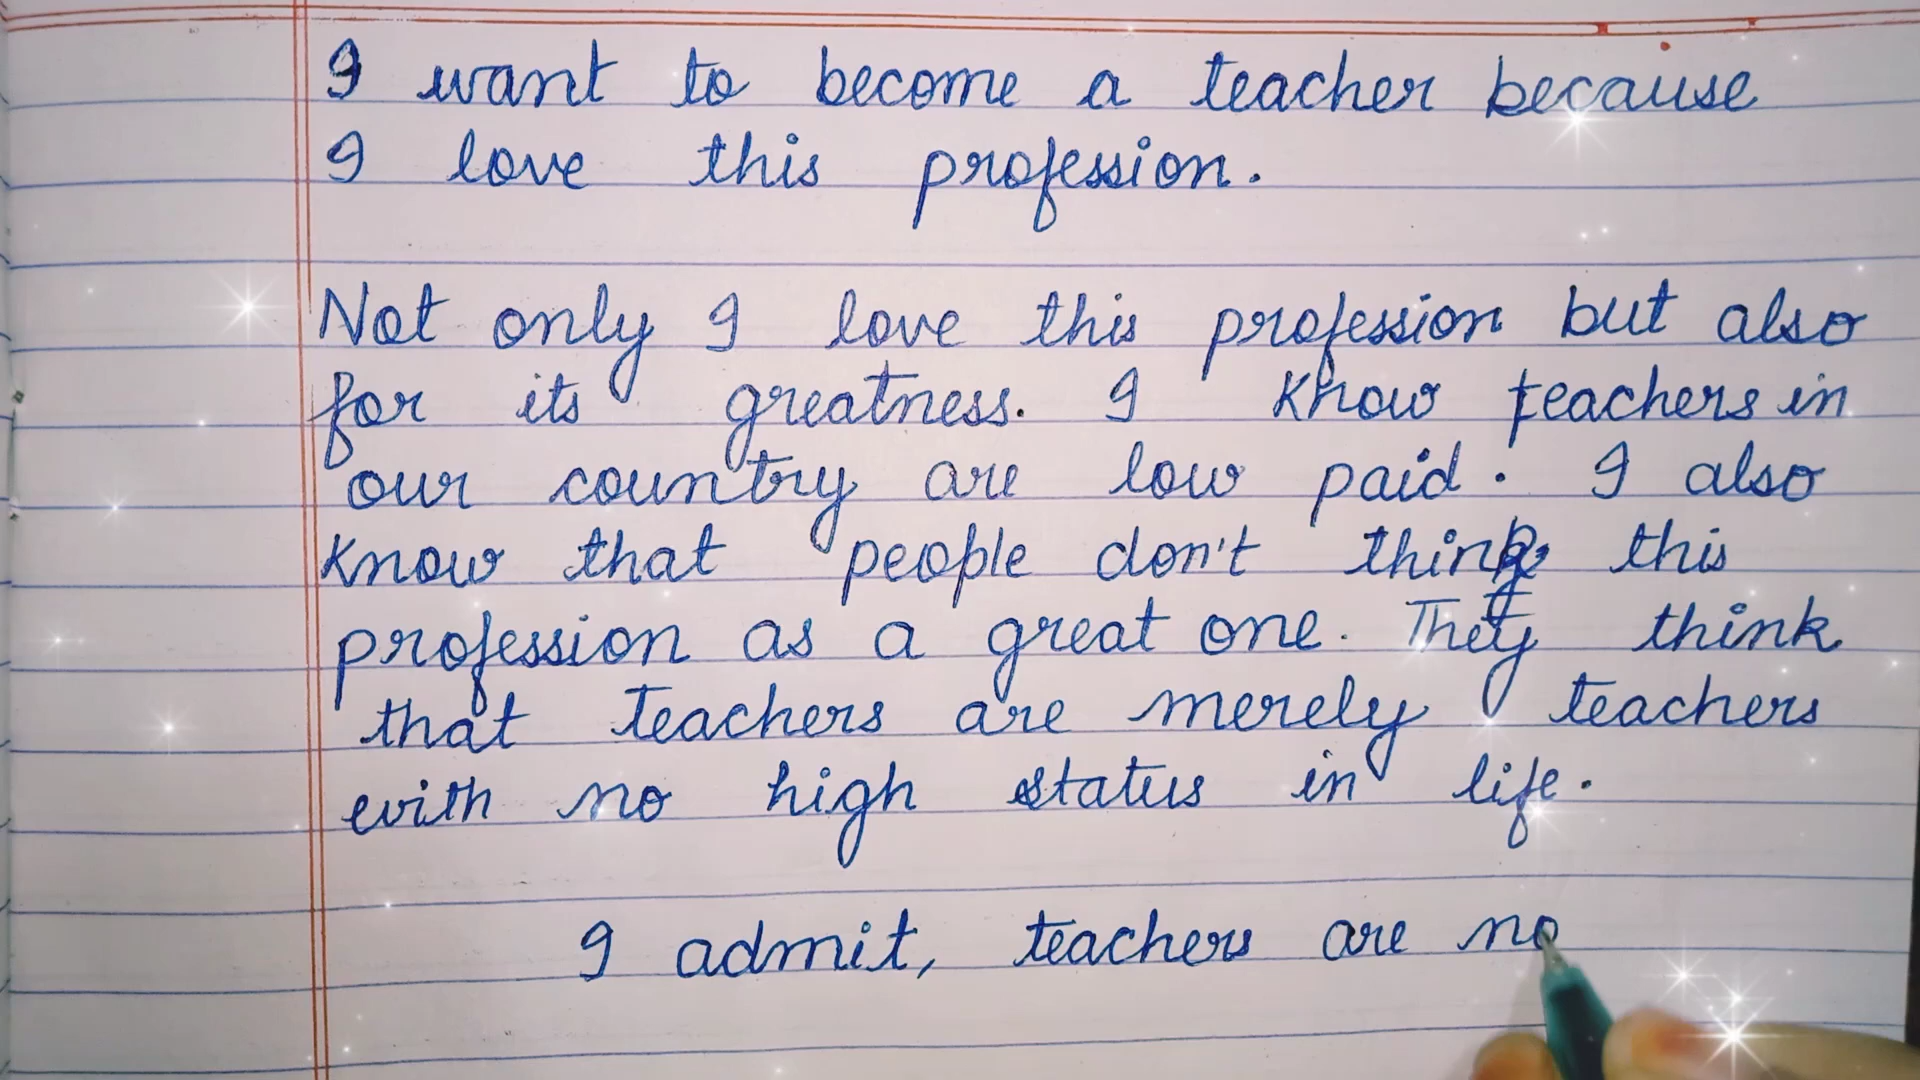 I want to become a teacher because
I love this profession.
Not only I love this profession but also
for its greatness. I know teachers in
our country are low paid. I also
know that people don't think this
profession as a great one. They think
that teachers are merely teachers
with no high status in life.
I admit, teachers are no